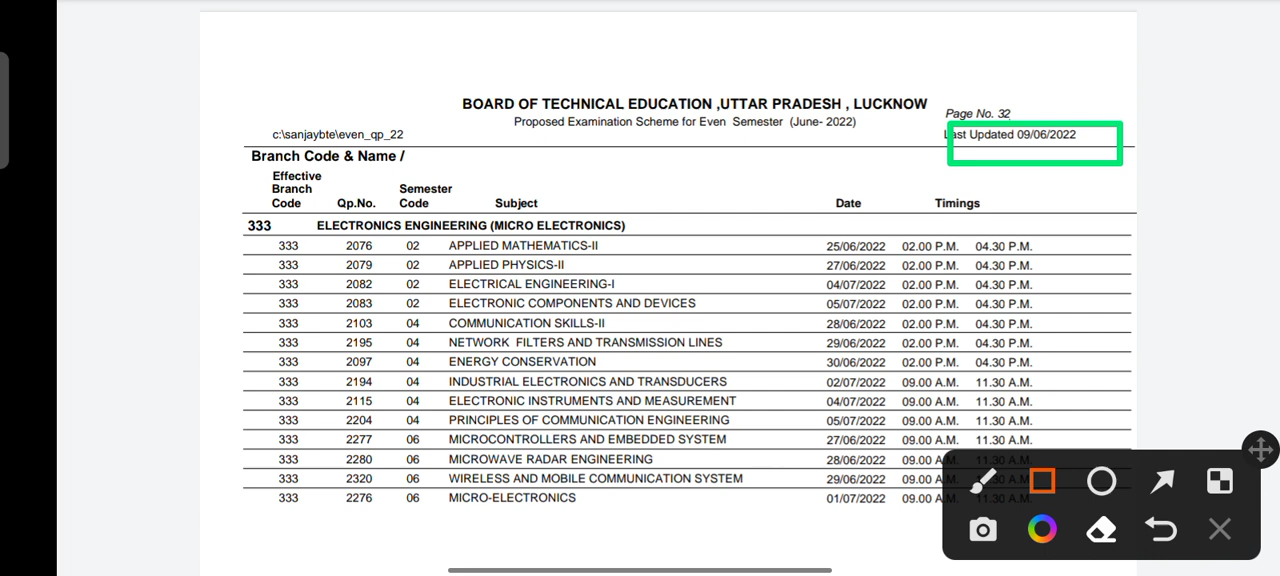 BOARD OF TECHNICAL EDUCATION ,UTTAR PRADESH , LUCKNOW
Page No. 32
Proposed Examination Scheme for Even Semester (June- 2022)
c:\sanjaybte\even_qp_22 Last Updated 09/06/2022
Branch Code & Name /
Effective Branch Code Qp.No. Semester Code Subject Date Timings
333 ELECTRONICS ENGINEERING (MICRO ELECTRONICS)
333 2076 02 APPLIED MATHEMATICS-II 25/06/2022 02.00 P.M. 04.30 P.M.
333 2079 02 APPLIED PHYSICS-II 27/06/2022 02.00 P.M. 04.30 P.M.
333 2082 02 ELECTRICAL ENGINEERING-I 04/07/2022 02.00 P.M. 04.30 P.M.
333 2083 02 ELECTRONIC COMPONENTS AND DEVICES 05/07/2022 02.00 P.M. 04.30 P.M.
333 2103 04 COMMUNICATION SKILLS-II 28/06/2022 02.00 P.M. 04.30 P.M.
333 2195 04 NETWORK FILTERS AND TRANSMISSION LINES 29/06/2022 02.00 P.M. 04.30 P.M.
333 2097 04 ENERGY CONSERVATION 30/06/2022 02.00 P.M. 04.30 P.M.
333 2194 04 INDUSTRIAL ELECTRONICS AND TRANSDUCERS 02/07/2022 09.00 A.M. 11.30 A.M.
333 2115 04 ELECTRONIC INSTRUMENTS AND MEASUREMENT 04/07/2022 09.00 A.M. 11.30 A.M.
333 2204 04 PRINCIPLES OF COMMUNICATION ENGINEERING 05/07/2022 09.00 A.M. 11.30 A.M.
333 2277 06 MICROCONTROLLERS AND EMBEDDED SYSTEM 27/06/2022 09.00 A.M. 11.30 A.M.
333 2280 06 MICROWAVE RADAR ENGINEERING 28/06/2022 09.00 A.M. 11.30 A.M.
333 2320 06 WIRELESS AND MOBILE COMMUNICATION SYSTEM 29/06/2022 09.00 A.M.
333 2276 06 MICRO-ELECTRONICS 01/07/2022 09.00 A.M. 11.30 A.M.